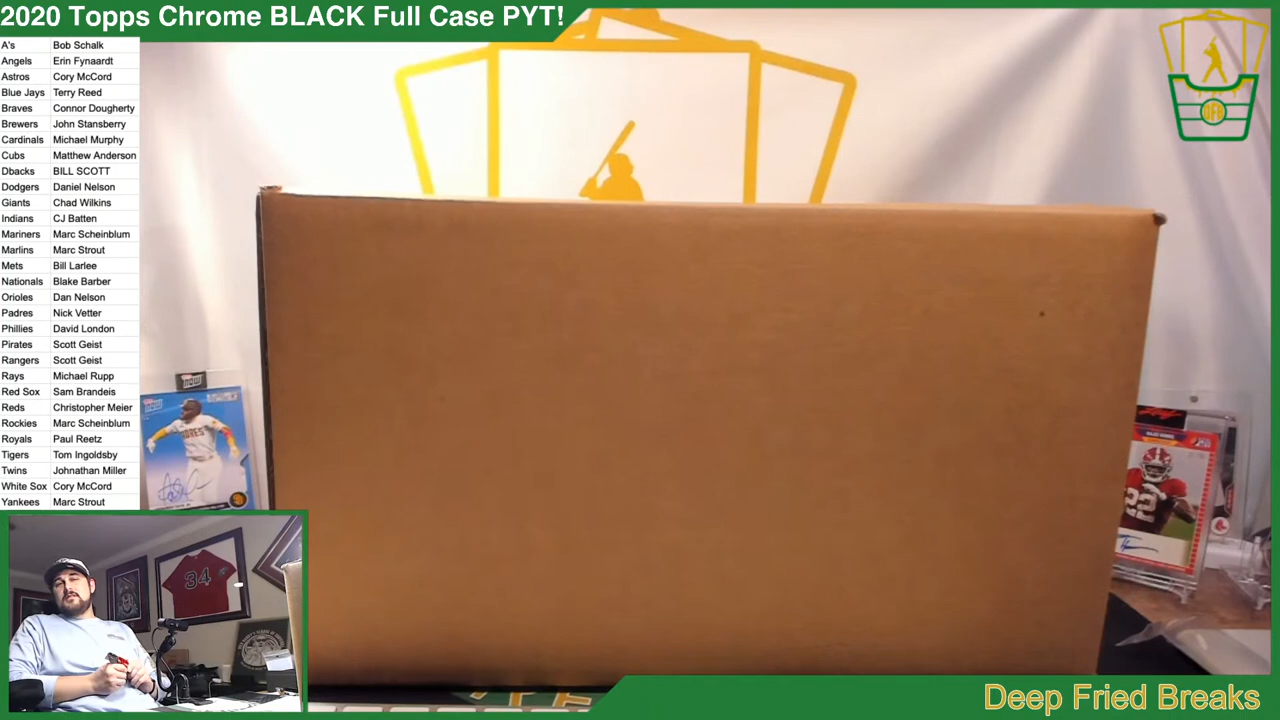 2020 Topps Chrome BLACK Full Case PYT!
A's Bob Schalk
Angels Erin Fynaardt
Astros Cory McCord
Blue Jays Terry Reed
Braves Connor Dougherty
Brewers John Stansberry
Cardinals Michael Murphy
Cubs Matthew Anderson
Dbacks BILL SCOTT
Dodgers Daniel Nelson
Giants Chad Wilkins
Indians CJ Batten
Mariners Marc Scheinblum
Marlins Marc Strout
Mets Bill Larlee
Nationals Blake Barber
Orioles Dan Nelson
Padres Nick Vetter
Phillies David London
Pirates Scott Geist
Rangers Scott Geist
Rays Michael Rupp
Red Sox Sam Brandeis
Reds Christopher Meier
Rockies Marc Scheinblum
Royals Paul Reetz
Tigers Tom Ingoldsby
Twins Johnathan Miller
White Sox Cory McCord
Yankees Marc Strout
DFB
NOW
PADRES
Leaf
22
34
Deep Fried Breaks